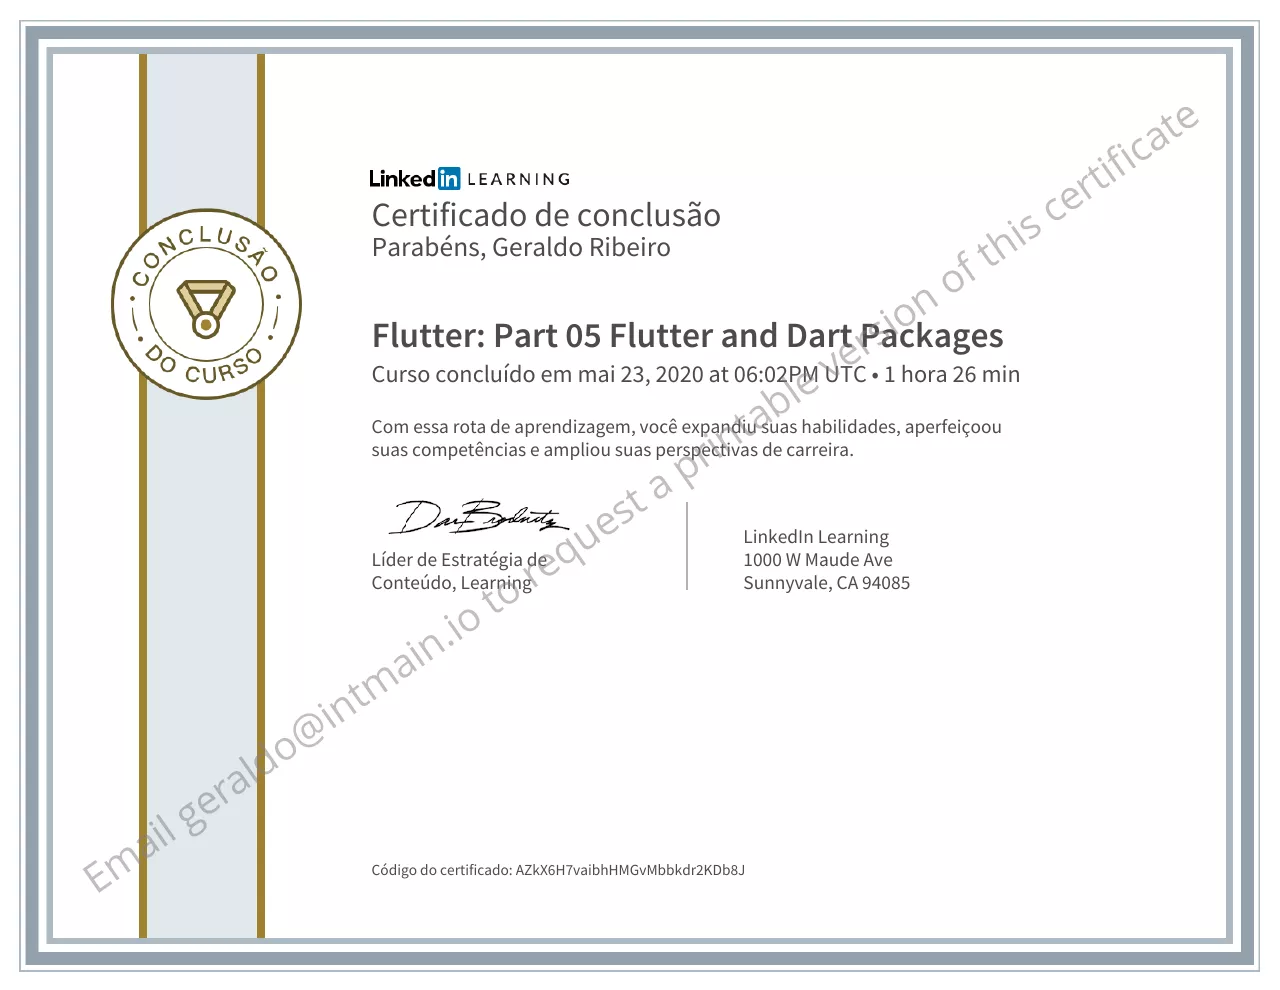 Linked in LEARNING
Certificado de conclusão
Parabéns, Geraldo Ribeiro
· CONCLUSÃO ·
· DO CURSO ·
Flutter: Part 05 Flutter and Dart Packages
Curso concluído em mai 23, 2020 at 06:02PM UTC • 1 hora 26 min
Com essa rota de aprendizagem, você expandiu suas habilidades, aperfeiçoou
suas competências e ampliou suas perspectivas de carreira.
Líder de Estratégia de
Conteúdo, Learning
LinkedIn Learning
1000 W Maude Ave
Sunnyvale, CA 94085
Código do certificado: AZkX6H7vaibhHMGvMbbkdr2KDb8J
Email geraldo@intmain.io to request a printable version of this certificate